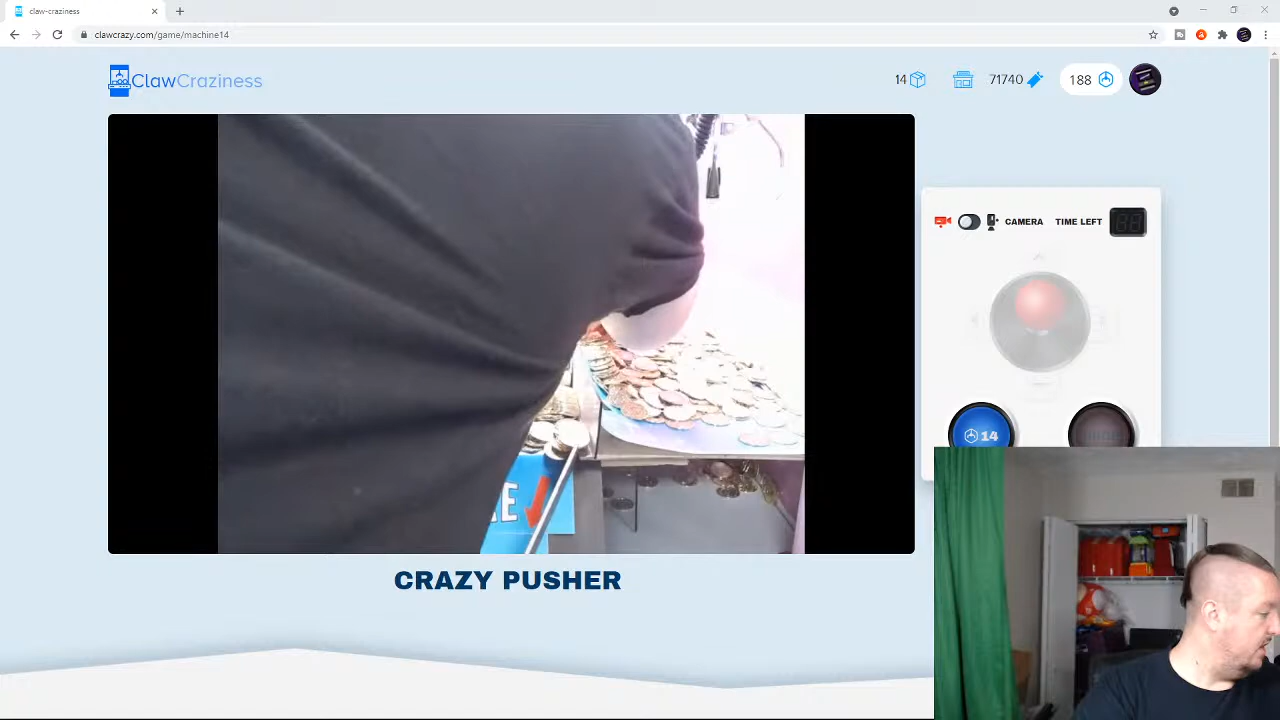 claw-craziness
clawcrazy.com/game/machine14
ClawCraziness
14
71740
188
CAMERA
TIME LEFT
14
CRAZY PUSHER